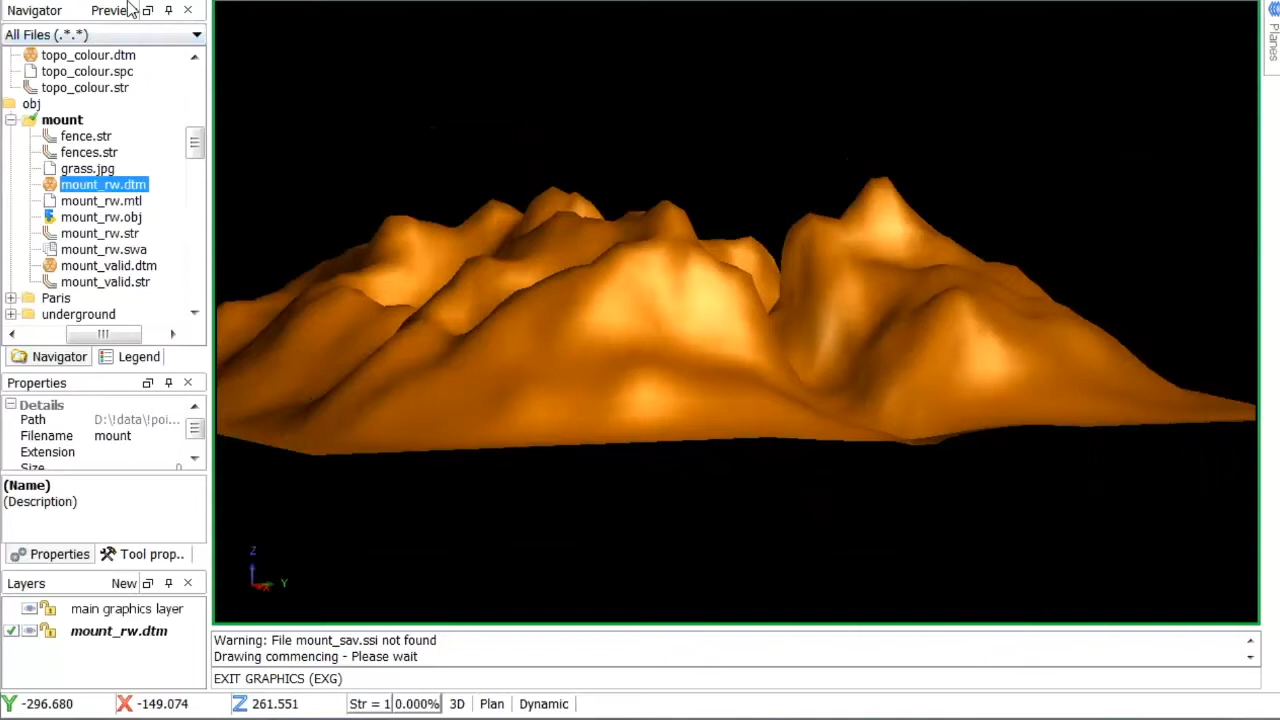 Navigator Preview
All Files (.*.*)
topo_colour.dtm
topo_colour.spc
topo_colour.str
obj
mount
fence.str
fences.str
grass.jpg
mount_rw.dtm
mount_rw.mtl
mount_rw.obj
mount_rw.str
mount_rw.swa
mount_valid.dtm
mount_valid.str
Paris
underground
Navigator Legend
Properties
Details
Path D:\!data\!poi...
Filename mount
Extension
Size 0
(Name)
(Description)
Properties Tool prop..
Layers New
main graphics layer
mount_rw.dtm
Planes
Z
Y
X
Warning: File mount_sav.ssi not found
Drawing commencing - Please wait
EXIT GRAPHICS (EXG)
Y -296.680 X -149.074 Z 261.551 Str = 1 0.000% 3D Plan Dynamic